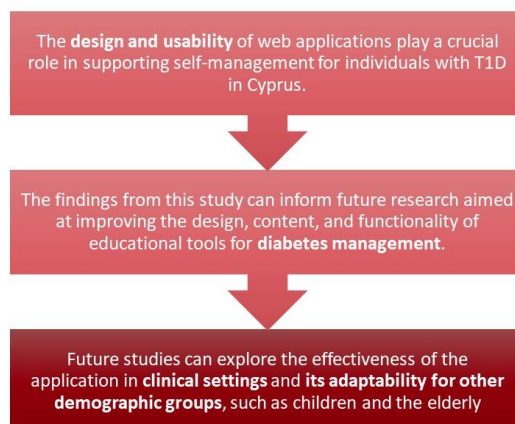 The design and usability of web applications play a crucial
role in supporting self-management for individuals with T1D
in Cyprus.
The findings from this study can inform future research aimed
at improving the design, content, and functionality of
educational tools for diabetes management.
Future studies can explore the effectiveness of the
application in clinical settings and its adaptability for other
demographic groups, such as children and the elderly